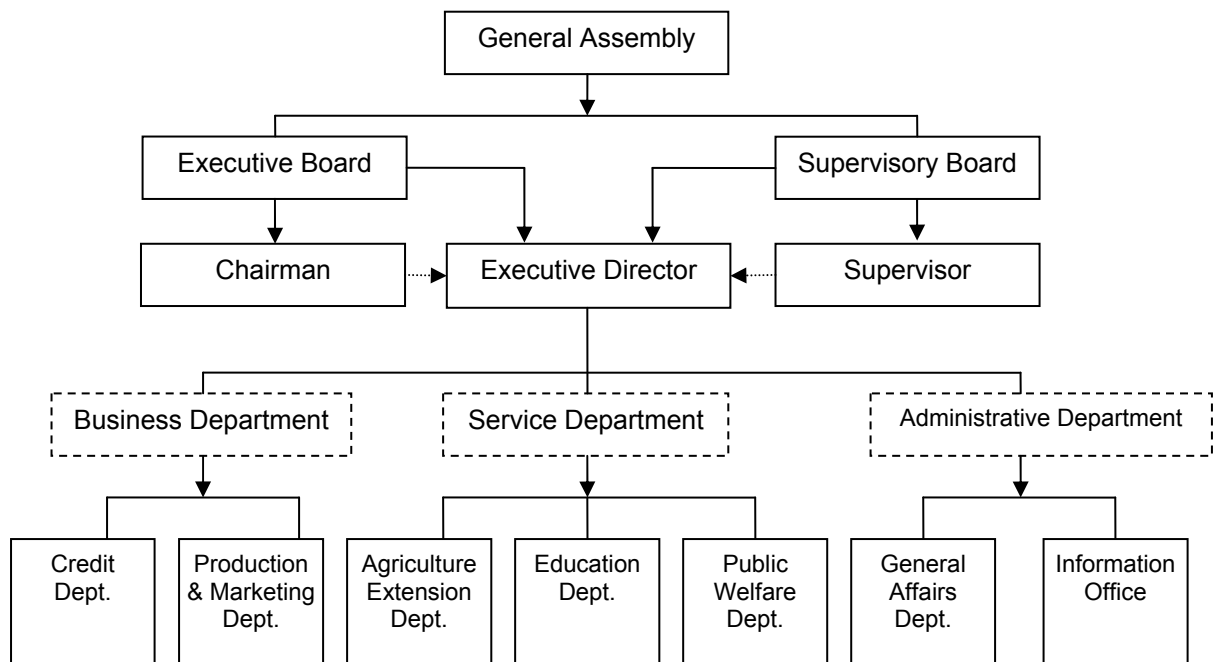 General Assembly
Executive Board
Supervisory Board
Chairman
Executive Director
Supervisor
Business Department
Service Department
Administrative Department
Credit
Dept.
Production
& Marketing
Dept.
Agriculture
Extension
Dept.
Education
Dept.
Public
Welfare
Dept.
General
Affairs
Dept.
Information
Office